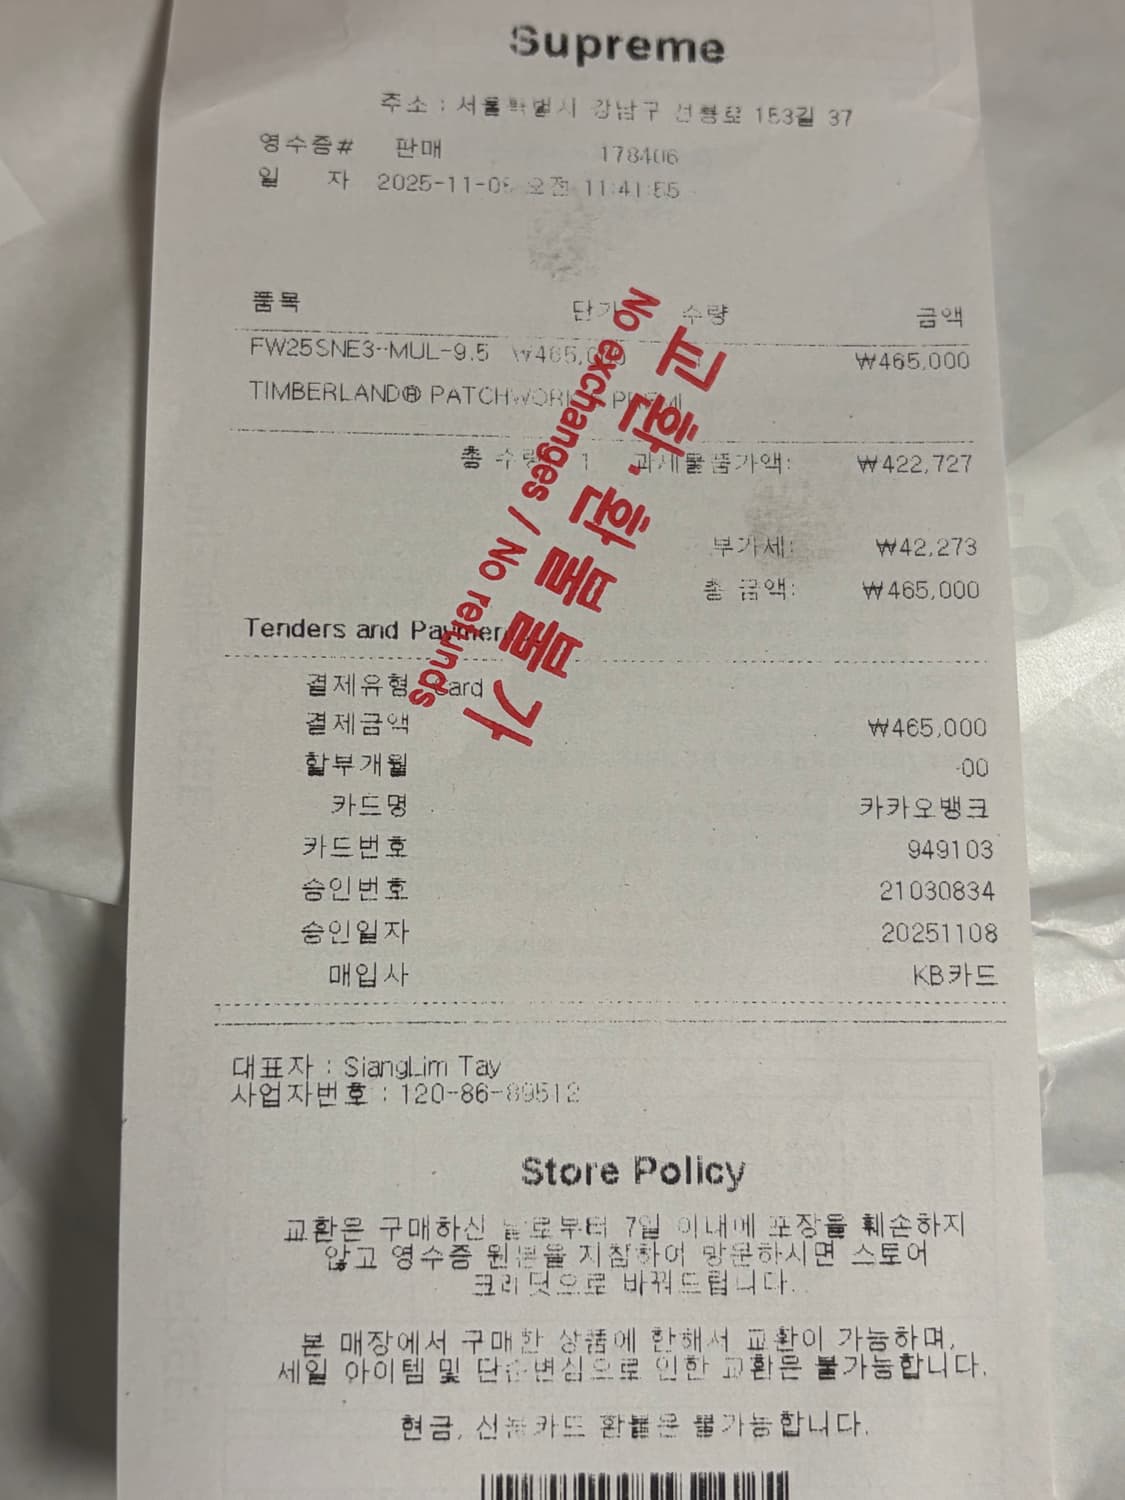 Supreme
주소 : 서울특별시 강남구 선릉로 153길 37
영수증# 판매 178406
일 자 오전 11:41:55
품목 단가 수량 금액
FW25SNE3-MUL-9.5 ₩465,000 1 ₩465,000
TIMBERLAND® PATCHWORK
총 수량 1 과세물품가액: ₩422,727
부가세: ₩42,273
총 금액: ₩465,000
Tenders and Payment
결제유형 Card
결제금액 ₩465,000
할부개월 00
카드명 카카오뱅크
카드번호 949103
승인번호 21030834
승인일자 20251108
매입사 KB카드
교환·환불불가
No exchanges / No refunds
대표자 : SiangLim Tay
사업자번호 : 120-86-89512
Store Policy
교환은 구매하신 날로부터 7일 이내에 포장을 훼손하지
않고 영수증 원본을 지참하여 방문하시면 스토어
크레딧으로 바꿔드립니다.
본 매장에서 구매한 상품에 한해서 교환이 가능하며,
세일 아이템 및 단순변심으로 인한 교환은 불가능합니다.
현금, 신용카드 환불은 불가능합니다.